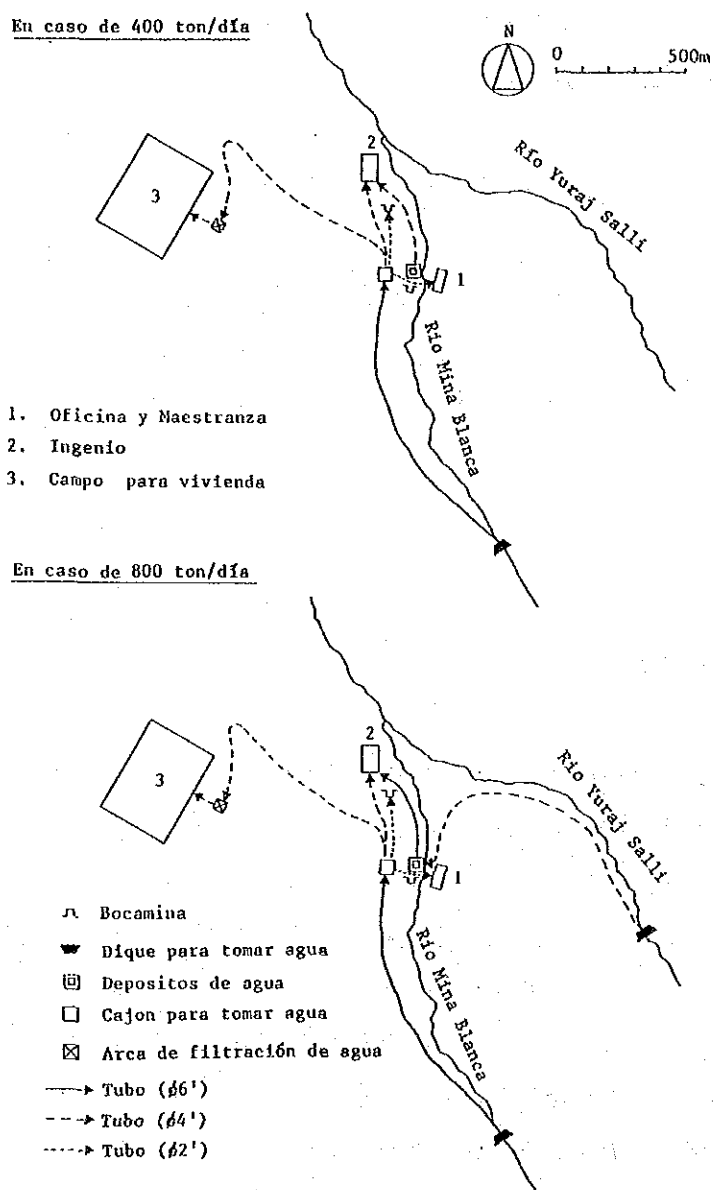 En caso de 400 ton/día
N
0 500m
2
Río Yuraj Salli
3
1
Río Mina Blanca
1. Oficina y Maestranza
2. Ingenio
3. Campo para vivienda
En caso de 800 ton/día
2
3
Río Yuraj Salli
1
Río Mina Blanca
Bocamina
Dique para tomar agua
Depositos de agua
Cajon para tomar agua
Arca de filtración de agua
Tubo (ø6')
Tubo (ø4')
Tubo (ø2')